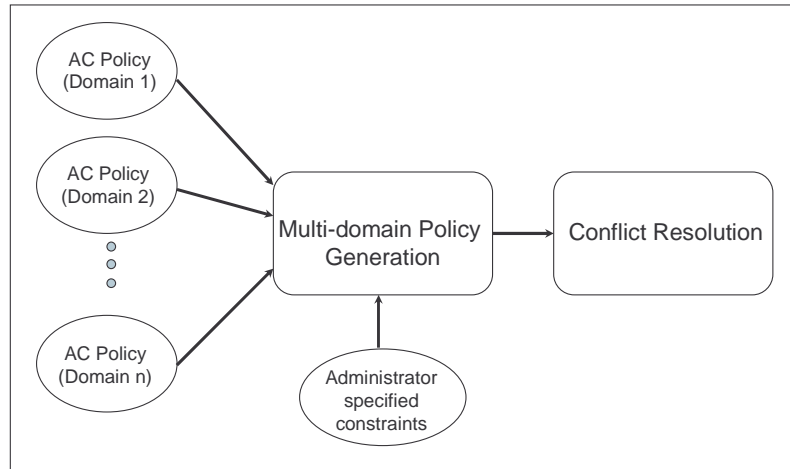 AC Policy
(Domain 1)
AC Policy
(Domain 2)
Multi-domain Policy
Generation
Conflict Resolution
AC Policy
(Domain n)
Administrator
specified
constraints